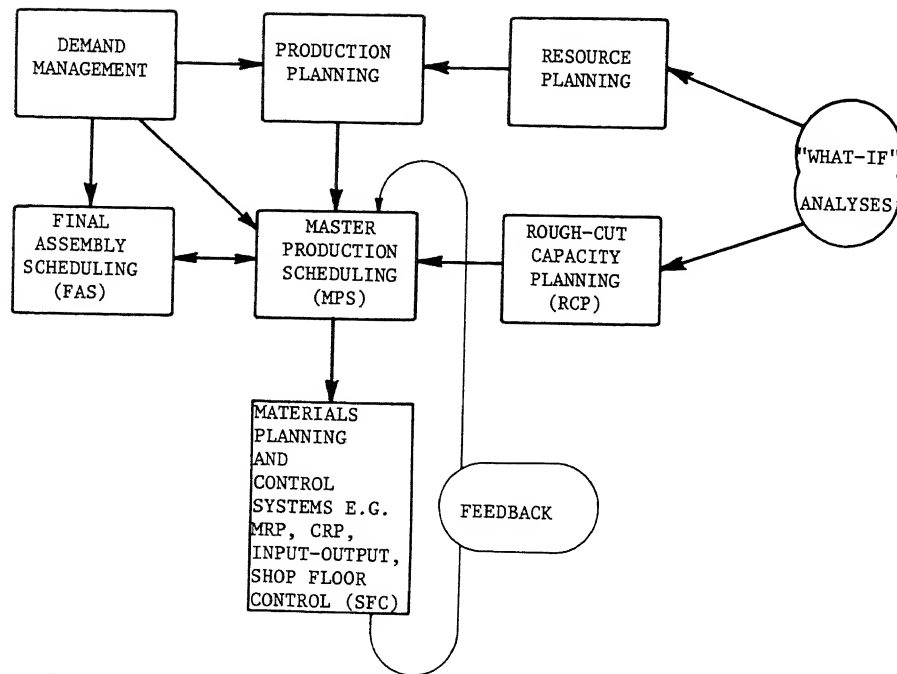 DEMAND
MANAGEMENT
PRODUCTION
PLANNING
RESOURCE
PLANNING
"WHAT-IF"
ANALYSES
FINAL
ASSEMBLY
SCHEDULING
(FAS)
MASTER
PRODUCTION
SCHEDULING
(MPS)
ROUGH-CUT
CAPACITY
PLANNING
(RCP)
MATERIALS
PLANNING
AND
CONTROL
SYSTEMS E.G.
MRP, CRP,
INPUT-OUTPUT,
SHOP FLOOR
CONTROL (SFC)
FEEDBACK